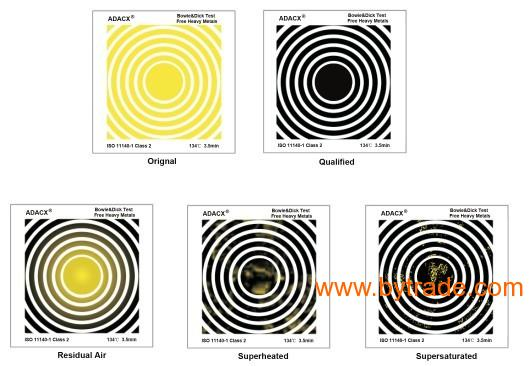 ADACX® Bowie&Dick Test
Free Heavy Metals
ISO 11140-1 Class 2 134℃ 3.5min
Orignal
ADACX® Bowie&Dick Test
Free Heavy Metals
ISO 11140-1 Class 2 134℃ 3.5min
Qualified
ADACX® Bowie&Dick Test
Free Heavy Metals
ISO 11140-1 Class 2 134℃ 3.5min
Residual Air
ADACX® Bowie&Dick Test
Free Heavy Metals
ISO 11140-1 Class 2 134℃ 3.5min
Superheated
ADACX® Bowie&Dick Test
Free Heavy Metals
ISO 11140-1 Class 2 134℃ 3.5min
Supersaturated
www.bytrade.com